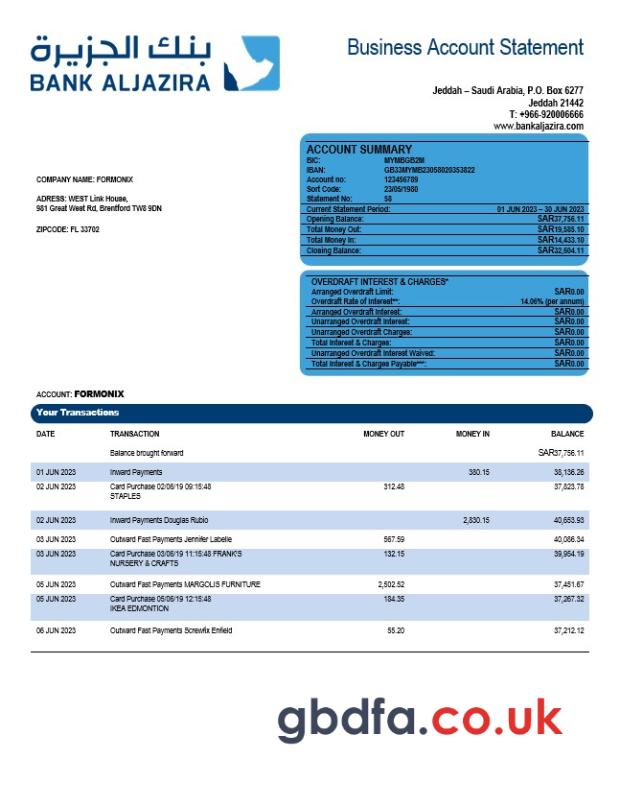 بنك الجزيرة
BANK ALJAZIRA
Business Account Statement
Jeddah – Saudi Arabia, P.O. Box 6277
Jeddah 21442
T: +966-920006666
www.bankaljazira.com
COMPANY NAME: FORMONIX
ADRESS: WEST Link House,
981 Great West Rd, Brentford TW8 9DN
ZIPCODE: FL 33702
ACCOUNT SUMMARY
BIC: MYMBGB2M
IBAN: GB33MYMB23058020353822
Account no: 123456789
Sort Code: 23/05/1980
Statement No: 58
Current Statement Period: 01 JUN 2023 – 30 JUN 2023
Opening Balance: SAR37,756.11
Total Money Out: SAR19,585.10
Total Money In: SAR14,433.10
Closing Balance: SAR32,604.11
OVERDRAFT INTEREST & CHARGES*
Arranged Overdraft Limit: SAR0.00
Overdraft Rate of Interest**: 14.06% (per annum)
Arranged Overdraft Interest: SAR0.00
Unarranged Overdraft Interest: SAR0.00
Unarranged Overdraft Charges: SAR0.00
Total Interest & Charges: SAR0.00
Unarranged Overdraft Interest Waived: SAR0.00
Total Interest & Charges Payable***: SAR0.00
ACCOUNT: FORMONIX
Your Transactions
DATE TRANSACTION MONEY OUT MONEY IN BALANCE
Balance brought forward SAR37,756.11
01 JUN 2023 Inward Payments 380.15 38,136.26
02 JUN 2023 Card Purchase 02/06/19 09:15:48 312.48 37,823.78
STAPLES
02 JUN 2023 Inward Payments Douglas Rubio 2,830.15 40,653.93
03 JUN 2023 Outward Fast Payments Jennifer Labelle 567.59 40,086.34
03 JUN 2023 Card Purchase 03/06/19 11:15:48 FRANK'S 132.15 39,954.19
NURSERY & CRAFTS
05 JUN 2023 Outward Fast Payments MARGOLIS FURNITURE 2,502.52 37,451.67
05 JUN 2023 Card Purchase 05/06/19 12:15:48 184.35 37,267.32
IKEA EDMONTION
06 JUN 2023 Outward Fast Payments Screwfix Enfield 55.20 37,212.12
gbdfa.co.uk